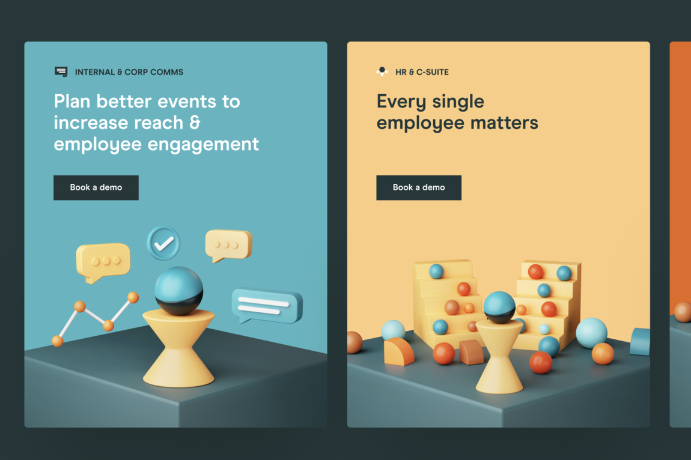 INTERNAL & CORP COMMS
Plan better events to
increase reach &
employee engagement
Book a demo
HR & C-SUITE
Every single
employee matters
Book a demo